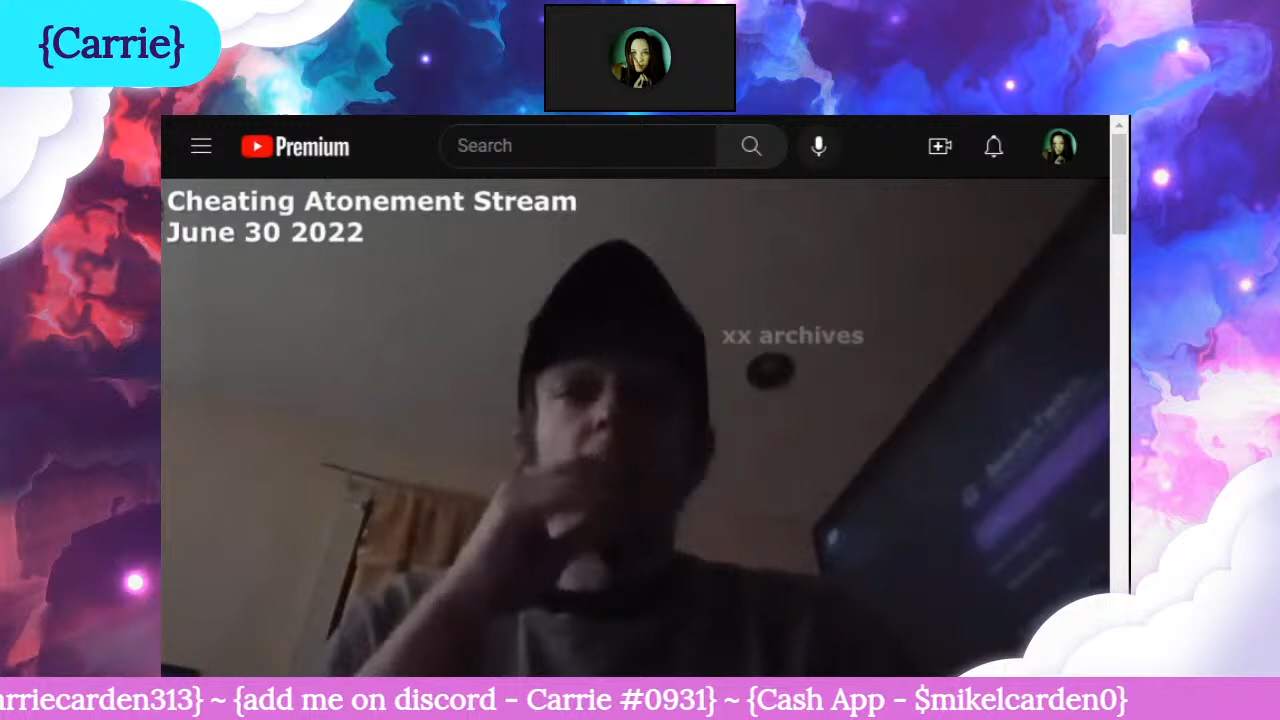 {Carrie}
Premium
Search
Cheating Atonement Stream
June 30 2022
xx archives
arriecarden313} ~ {add me on discord - Carrie #0931} ~ {Cash App - $mikelcarden0}